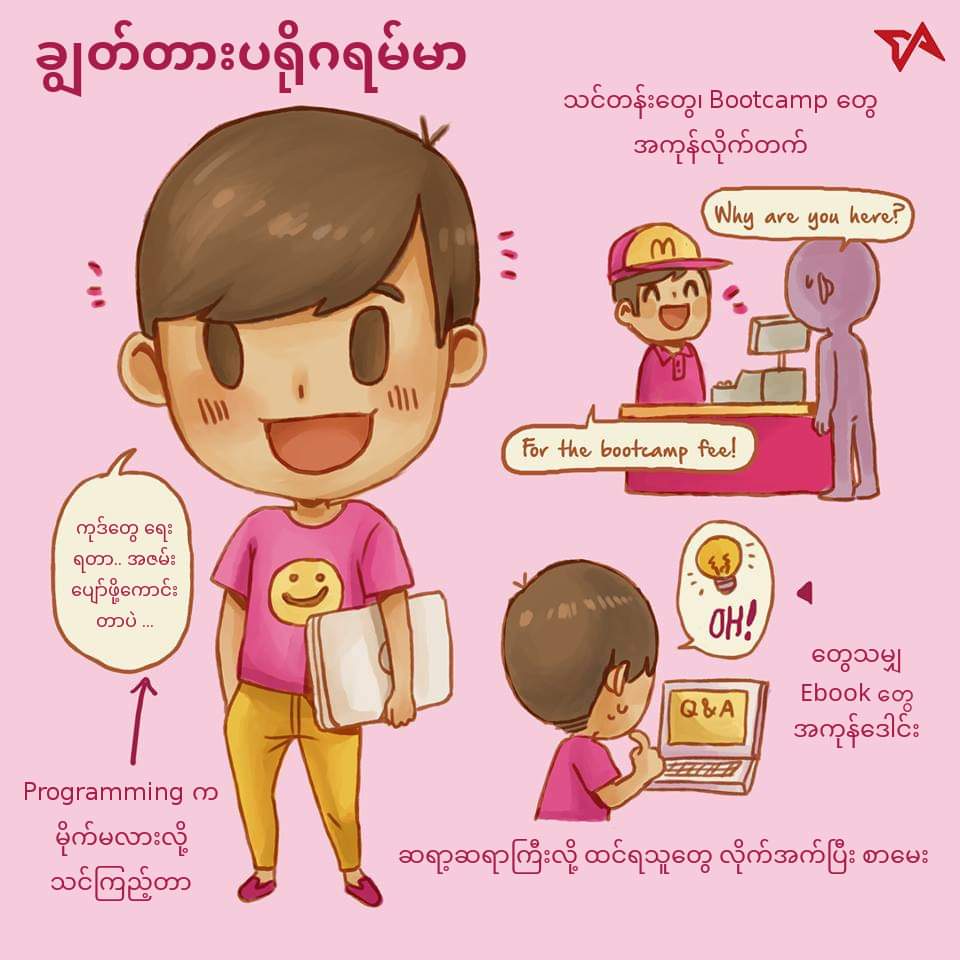 ချွတ်တားပရိုဂရမ်မာ
သင်တန်းတွေ၊ Bootcamp တွေ
အကုန်လိုက်တက်
Why are you here?
For the bootcamp fee!
ကုဒ်တွေ ရေး
ရတာ.. အဇမ်း
ပျော်ဖို့ကောင်း
တာပဲ ...
Programming က
မိုက်မလားလို့
သင်ကြည့်တာ
OH!
Q&A
တွေသမျှ
Ebook တွေ
အကုန်ဒေါင်း
ဆရာ့ဆရာကြီးလို့ ထင်ရသူတွေ လိုက်အက်ပြီး စာမေး